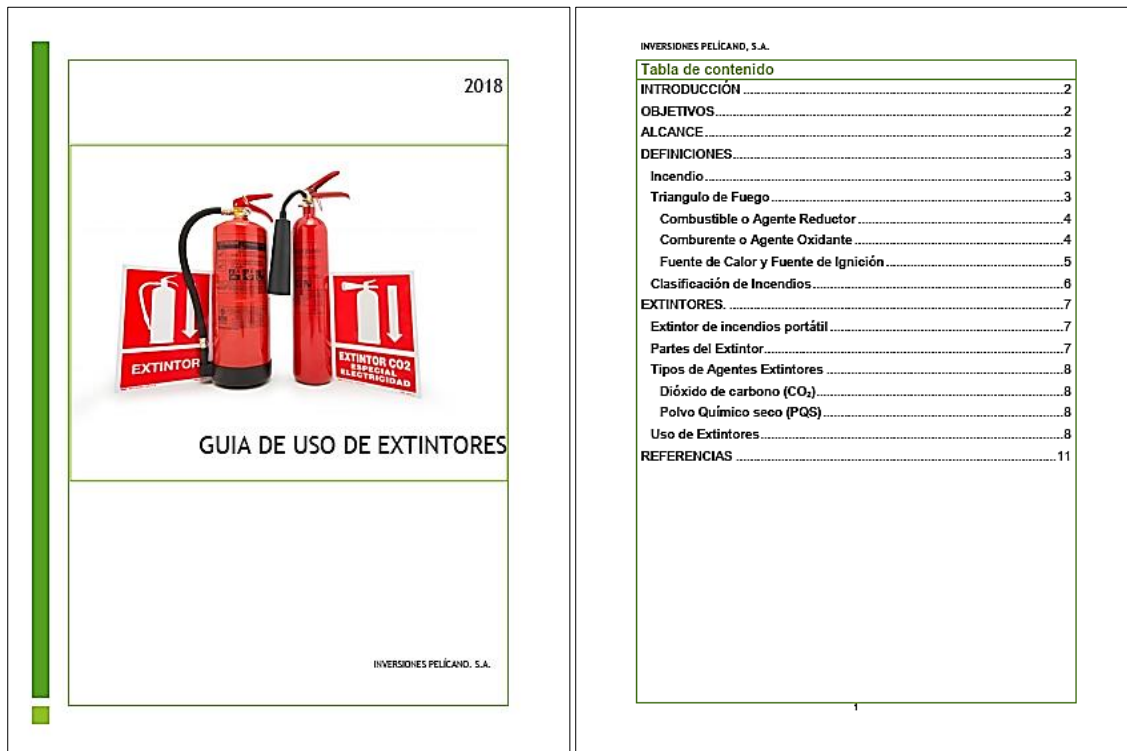 2018
EXTINTOR
EXTINTOR CO2
ESPECIAL
ELECTRICIDAD
GUIA DE USO DE EXTINTORES
INVERSIONES PELÍCANO. S.A.
INVERSIONES PELÍCANO, S.A.
Tabla de contenido
INTRODUCCIÓN 2
OBJETIVOS 2
ALCANCE 2
DEFINICIONES 3
Incendio 3
Triangulo de Fuego 3
Combustible o Agente Reductor 4
Comburente o Agente Oxidante 4
Fuente de Calor y Fuente de Ignición 5
Clasificación de Incendios 6
EXTINTORES. 7
Extintor de incendios portátil 7
Partes del Extintor 7
Tipos de Agentes Extintores 8
Dióxido de carbono (CO₂) 8
Polvo Químico seco (PQS) 8
Uso de Extintores 8
REFERENCIAS 11
1